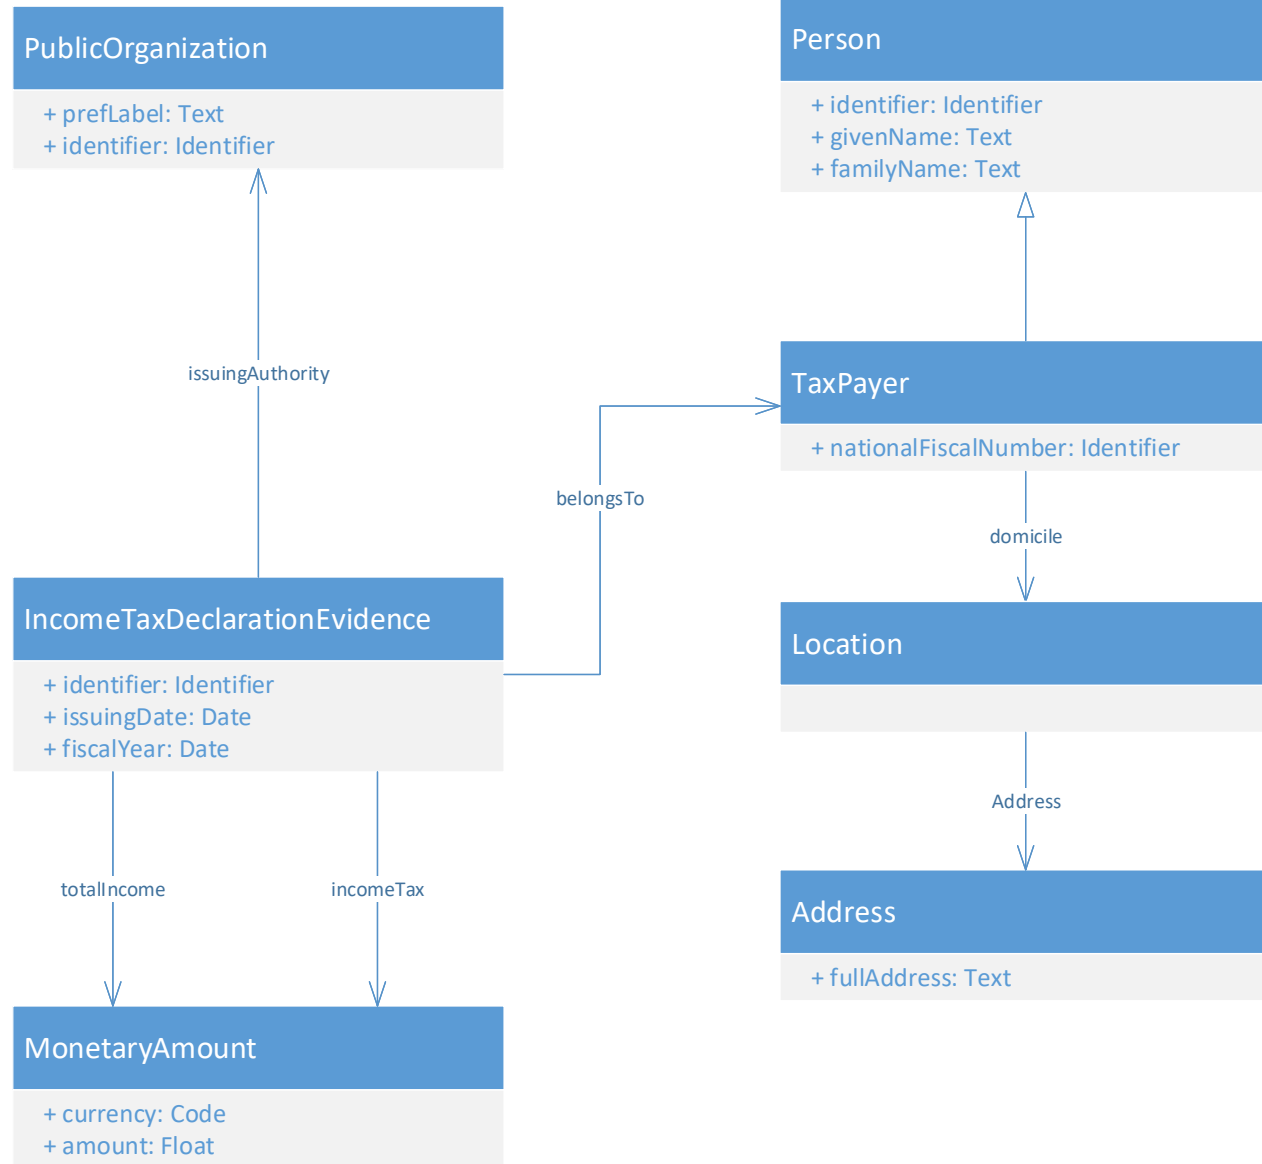 PublicOrganization
+ prefLabel: Text
+ identifier: Identifier
Person
+ identifier: Identifier
+ givenName: Text
+ familyName: Text
issuingAuthority
TaxPayer
+ nationalFiscalNumber: Identifier
belongsTo
domicile
IncomeTaxDeclarationEvidence
+ identifier: Identifier
+ issuingDate: Date
+ fiscalYear: Date
Location
Address
totalIncome
incomeTax
Address
+ fullAddress: Text
MonetaryAmount
+ currency: Code
+ amount: Float